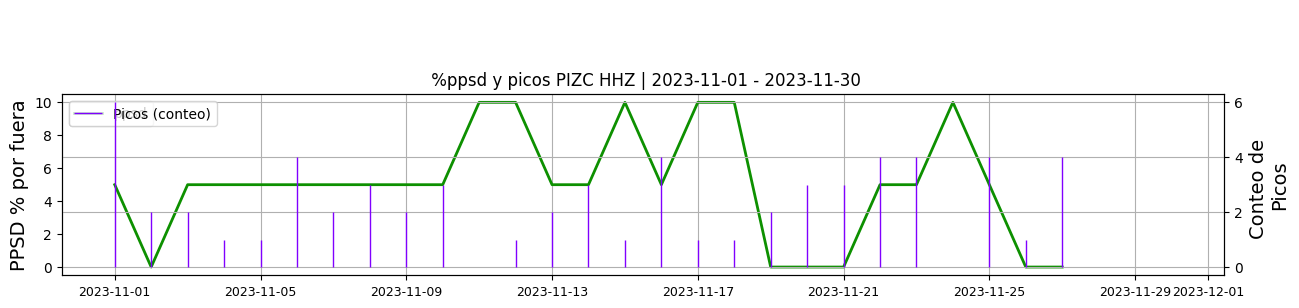 %ppsd y picos PIZC HHZ | 2023-11-01 - 2023-11-30
Picos (conteo)
PPSD % por fuera
10
8
6
4
2
0
6
4
2
0
Conteo de
Picos
2023-11-01 2023-11-05 2023-11-09 2023-11-13 2023-11-17 2023-11-21 2023-11-25 2023-11-29 2023-12-01